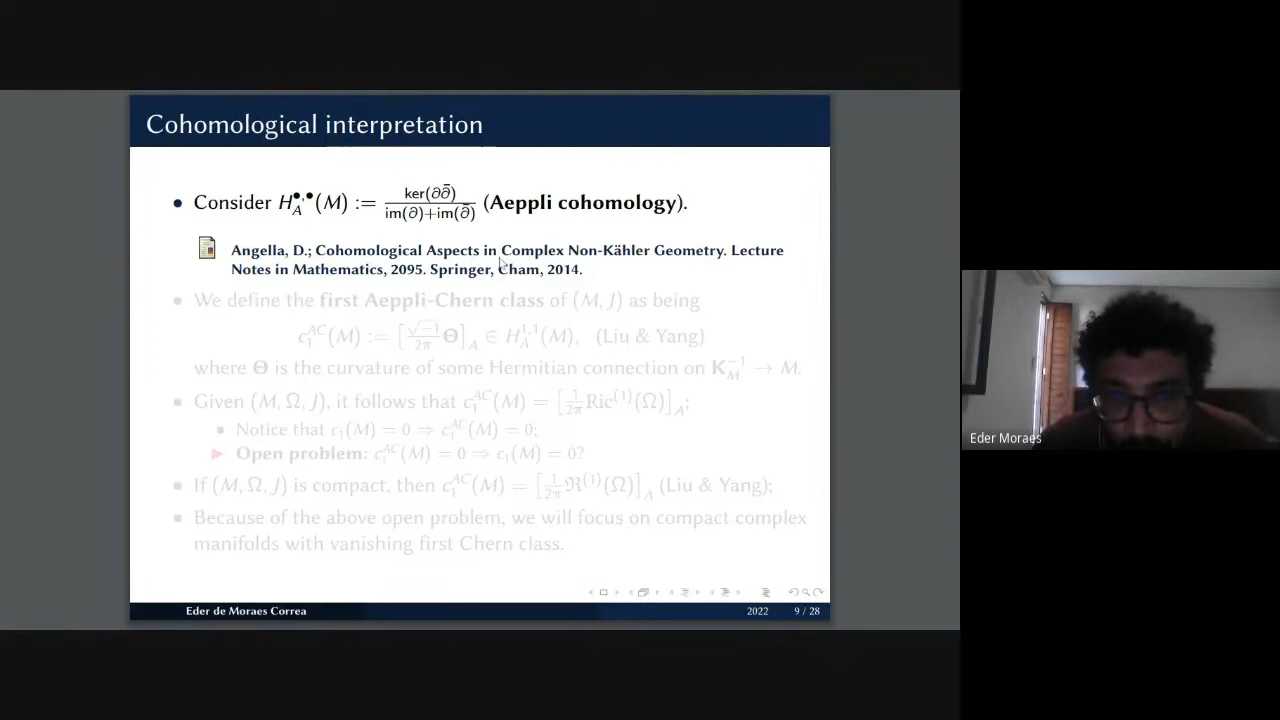 Cohomological interpretation
• Consider H_A^{•,•}(M) := ker(∂∂̄) / im(∂)+im(∂̄) (Aeppli cohomology).
Angella, D.; Cohomological Aspects in Complex Non-Kähler Geometry. Lecture
Notes in Mathematics, 2095. Springer, Cham, 2014.
• We define the first Aeppli-Chern class of (M, J) as being
c_1^{AC}(M) := [√-1/2π Θ]_A ∈ H_A^{1,1}(M), (Liu & Yang)
where Θ is the curvature of some Hermitian connection on K_M^{-1} → M.
• Given (M, Ω, J), it follows that c_1^{AC}(M) = [1/2π Ric^{(1)}(Ω)]_A;
• Notice that c_1(M) = 0 ⇒ c_1^{AC}(M) = 0;
▶ Open problem: c_1^{AC}(M) = 0 ⇒ c_1(M) = 0?
• If (M, Ω, J) is compact, then c_1^{AC}(M) = [1/2π ℜ^{(1)}(Ω)]_A (Liu & Yang);
• Because of the above open problem, we will focus on compact complex
manifolds with vanishing first Chern class.
Eder de Moraes Correa 2022 9 / 28
Eder Moraes